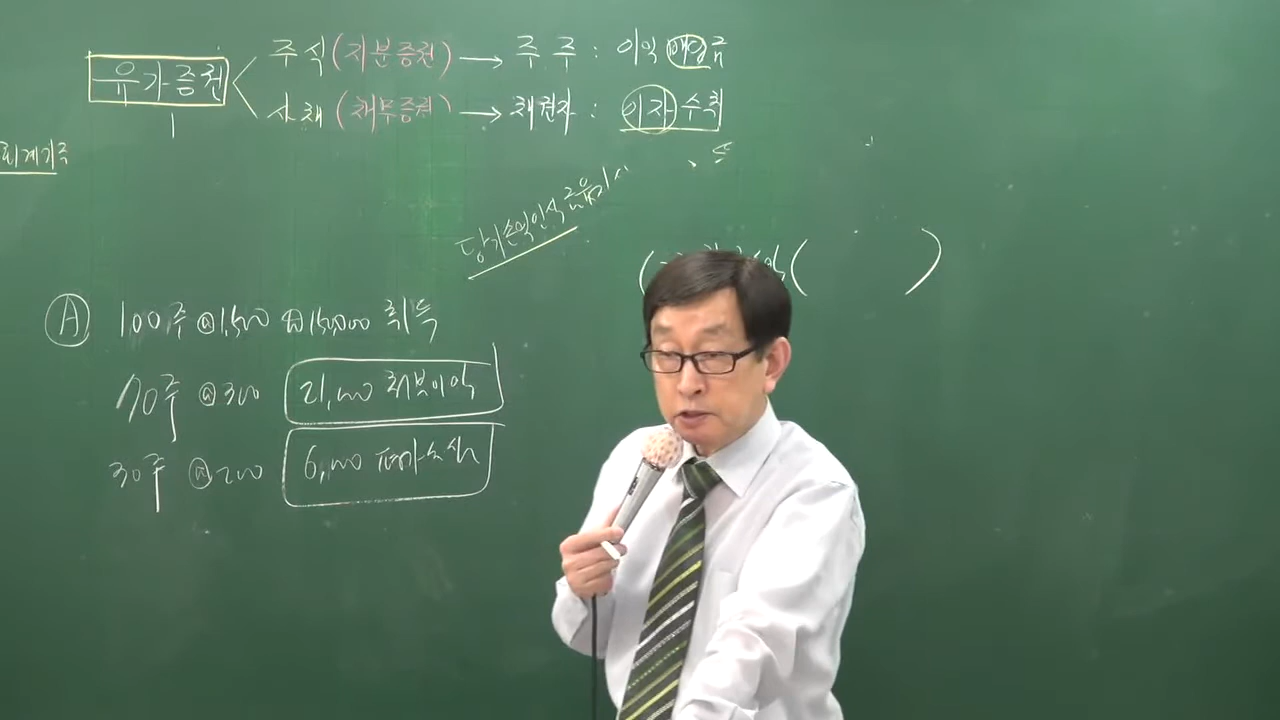 유가증권
주식(지분증권) → 주주 : 이익배당금
사채(채무증권) → 채권자 : 이자수취
회계기준
당기손익인식금융자산
Ⓐ 100주 @1,500 ₩150,000 취득
70주 @300 21,000 처분이익
30주 @200 6,000 평가손실